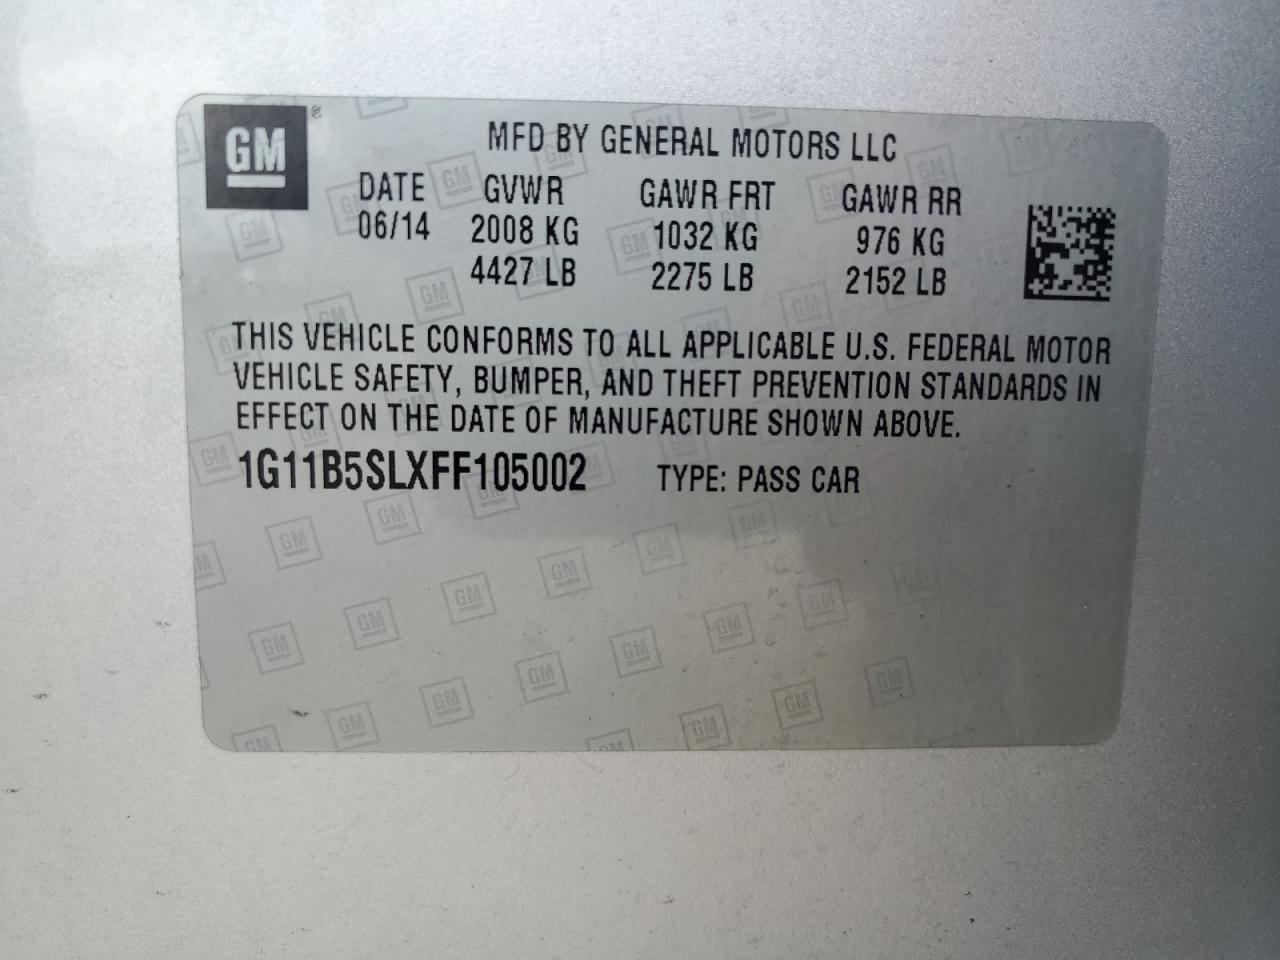 GM ®
MFD BY GENERAL MOTORS LLC
DATE GVWR GAWR FRT GAWR RR
06/14 2008 KG 1032 KG 976 KG
4427 LB 2275 LB 2152 LB
THIS VEHICLE CONFORMS TO ALL APPLICABLE U.S. FEDERAL MOTOR
VEHICLE SAFETY, BUMPER, AND THEFT PREVENTION STANDARDS IN
EFFECT ON THE DATE OF MANUFACTURE SHOWN ABOVE.
1G11B5SLXFF105002 TYPE: PASS CAR